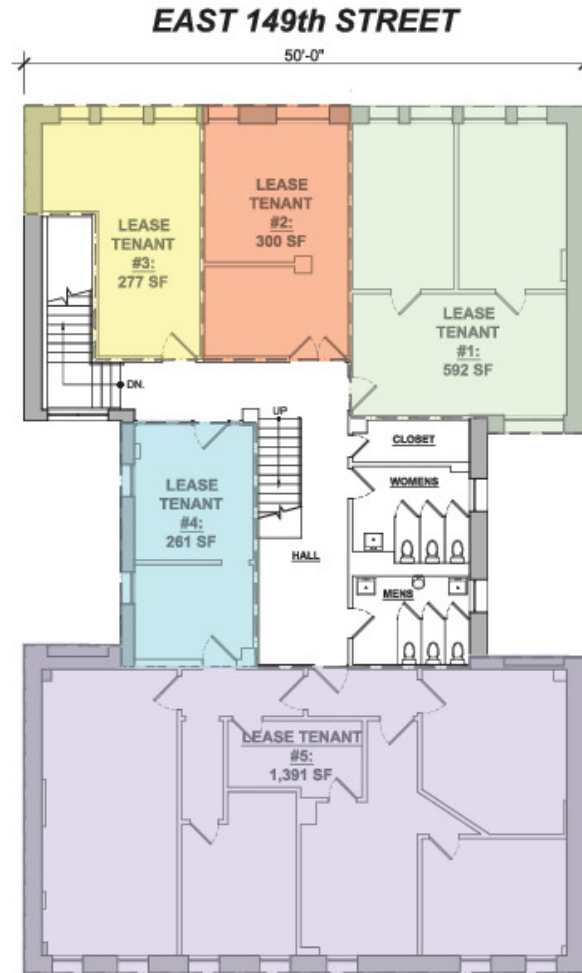 EAST 149th STREET
50'-0"
LEASE
TENANT
#3:
277 SF
LEASE
TENANT
#2:
300 SF
LEASE
TENANT
#1:
592 SF
DN.
UP
CLOSET
WOMENS
LEASE
TENANT
#4:
261 SF
HALL
MENS
LEASE TENANT
#5:
1,391 SF